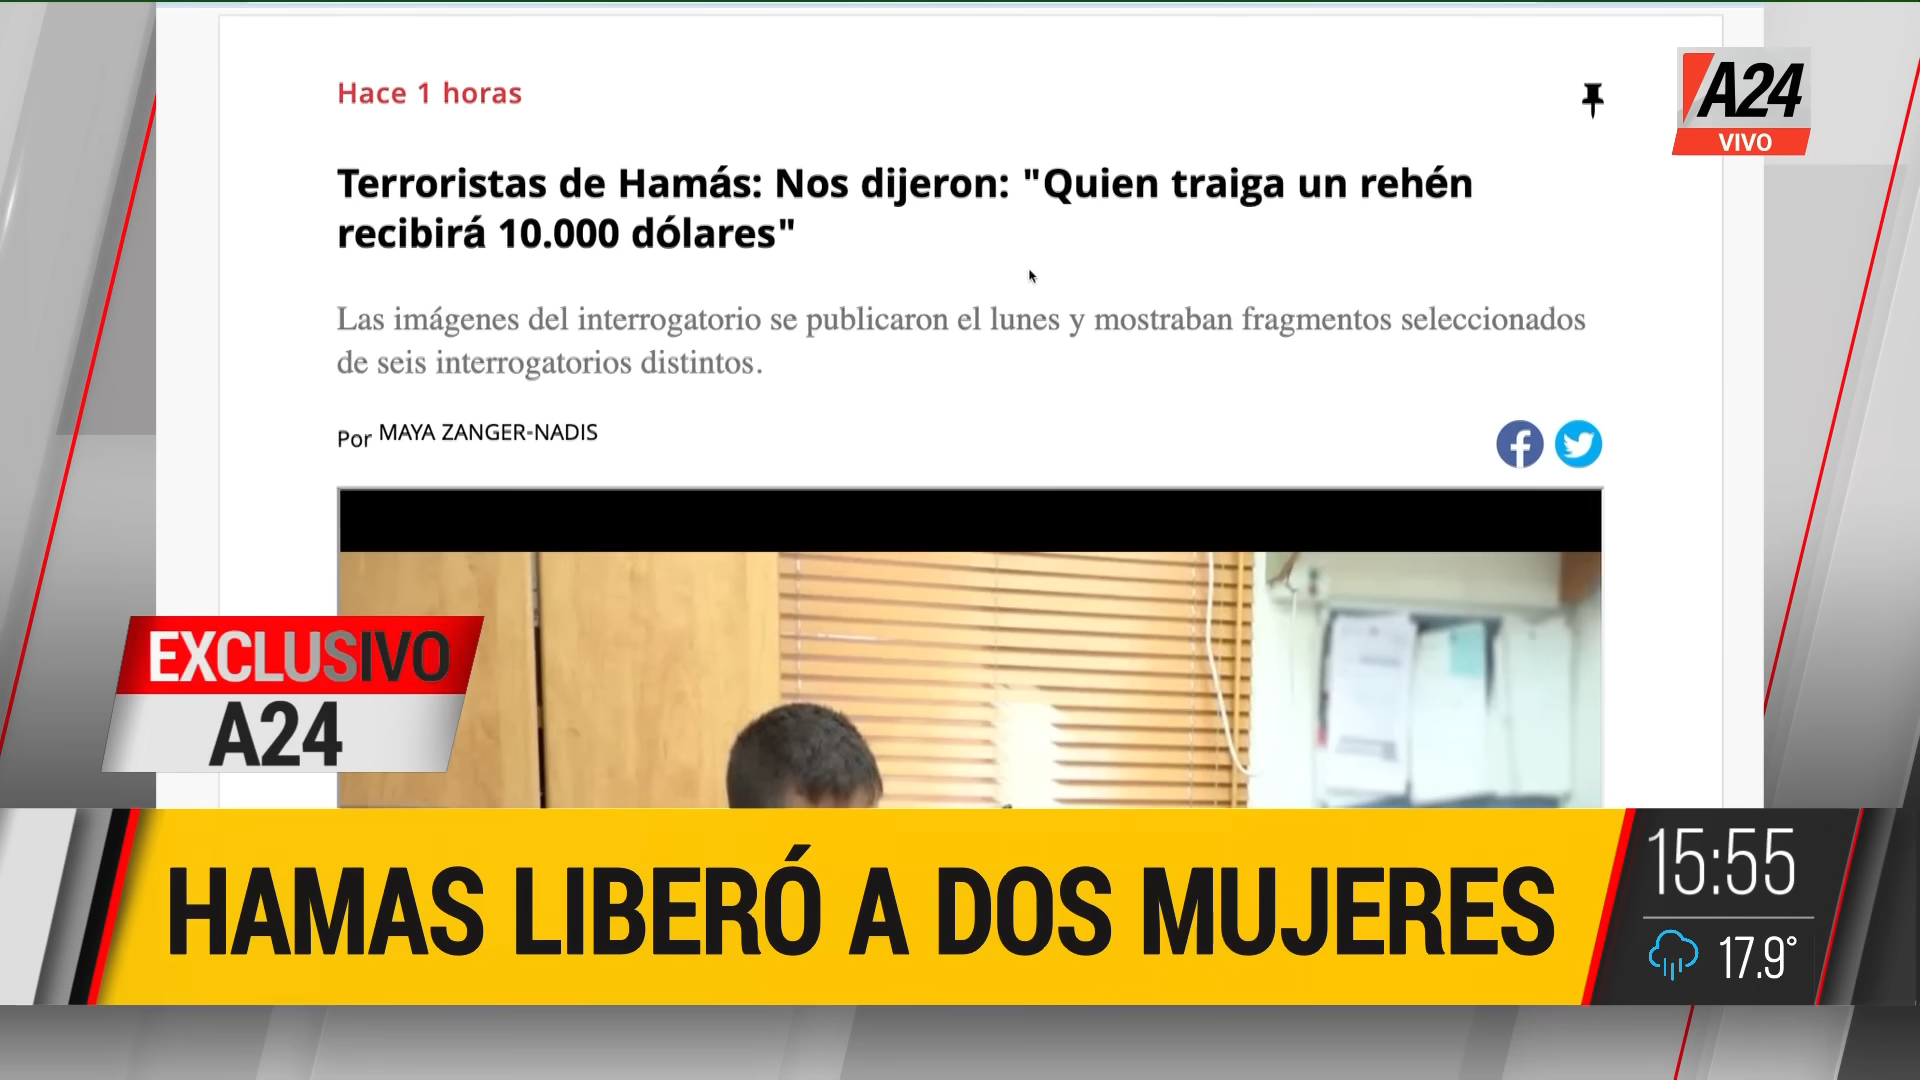 Hace 1 horas
A24
VIVO
Terroristas de Hamás: Nos dijeron: "Quien traiga un rehén
recibirá 10.000 dólares"
Las imágenes del interrogatorio se publicaron el lunes y mostraban fragmentos seleccionados
de seis interrogatorios distintos.
Por MAYA ZANGER-NADIS
EXCLUSIVO
A24
HAMAS LIBERÓ A DOS MUJERES
15:55
17.9°